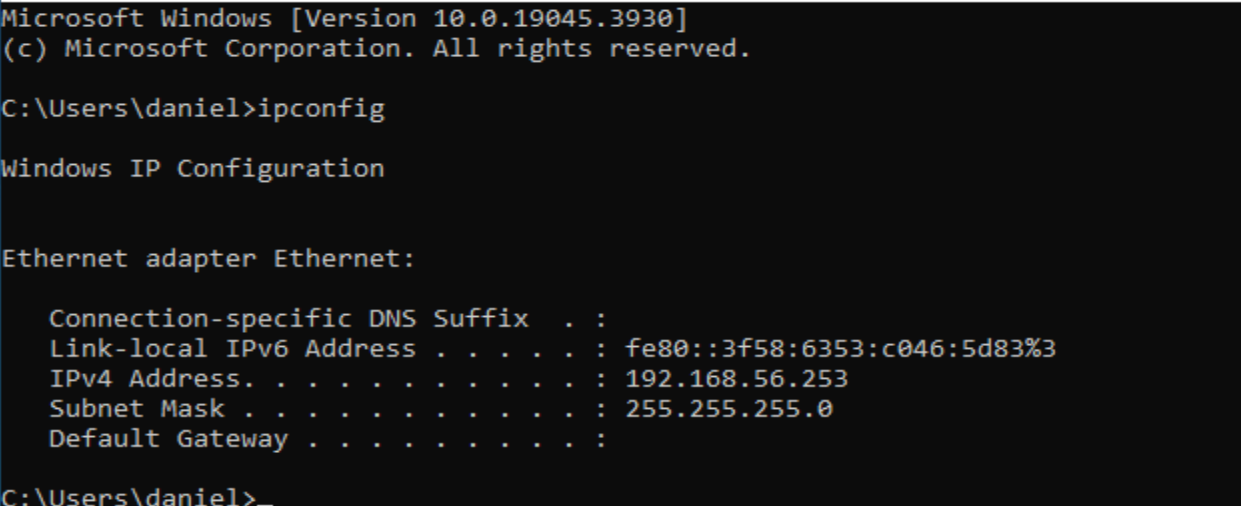 Microsoft Windows [Version 10.0.19045.3930]
(c) Microsoft Corporation. All rights reserved.
C:\Users\daniel>ipconfig
Windows IP Configuration
Ethernet adapter Ethernet:
Connection-specific DNS Suffix  . :
Link-local IPv6 Address . . . . . : fe80::3f58:6353:c046:5d83%3
IPv4 Address. . . . . . . . . . . : 192.168.56.253
Subnet Mask . . . . . . . . . . . : 255.255.255.0
Default Gateway . . . . . . . . . :
C:\Users\daniel>_